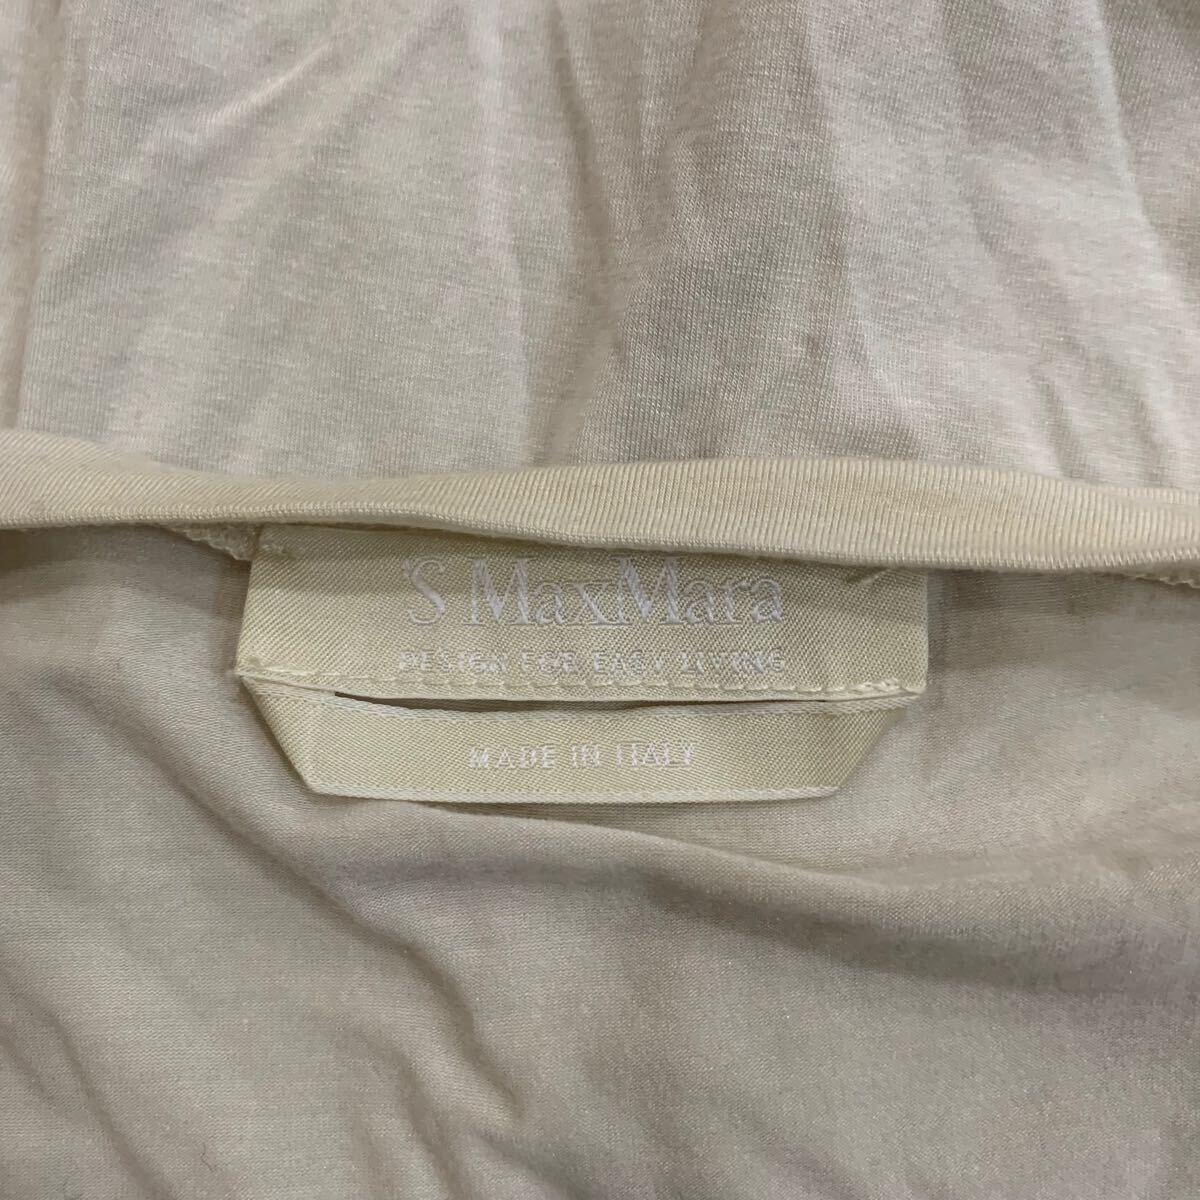 'S MaxMara
DESIGN FOR EASY LIVING
MADE IN ITALY